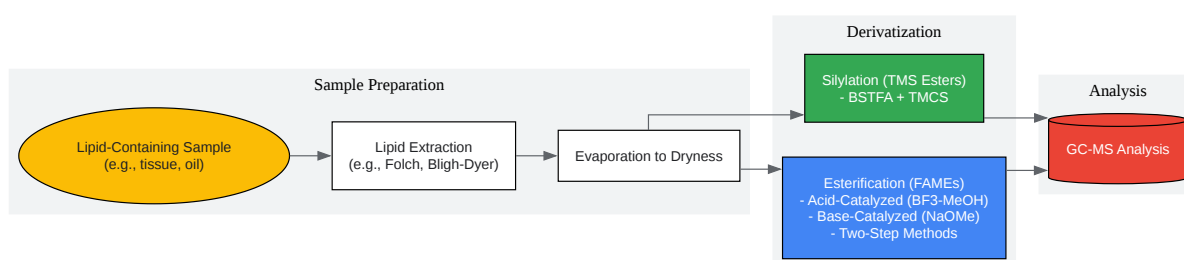 Sample Preparation
Lipid-Containing Sample
(e.g., tissue, oil)
Lipid Extraction
(e.g., Folch, Bligh-Dyer)
Evaporation to Dryness
Derivatization
Silylation (TMS Esters)
- BSTFA + TMCS
Esterification (FAMEs)
- Acid-Catalyzed (BF3-MeOH)
- Base-Catalyzed (NaOMe)
- Two-Step Methods
Analysis
GC-MS Analysis